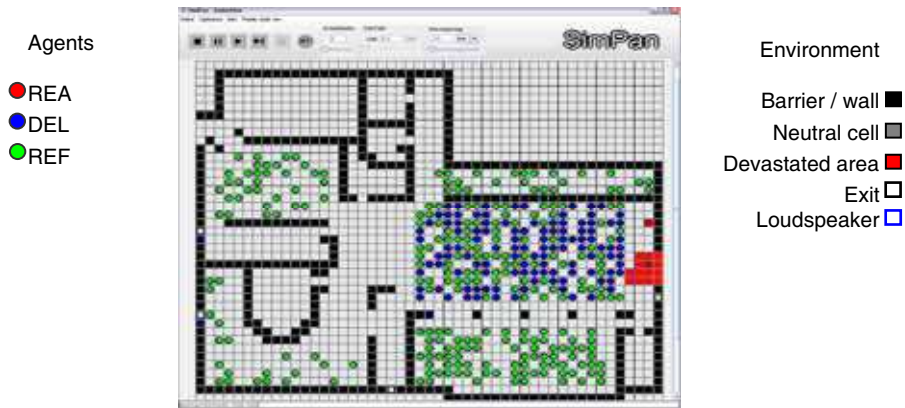 Agents
REA
DEL
REF
SimPan
Environment
Barrier / wall
Neutral cell
Devastated area
Exit
Loudspeaker